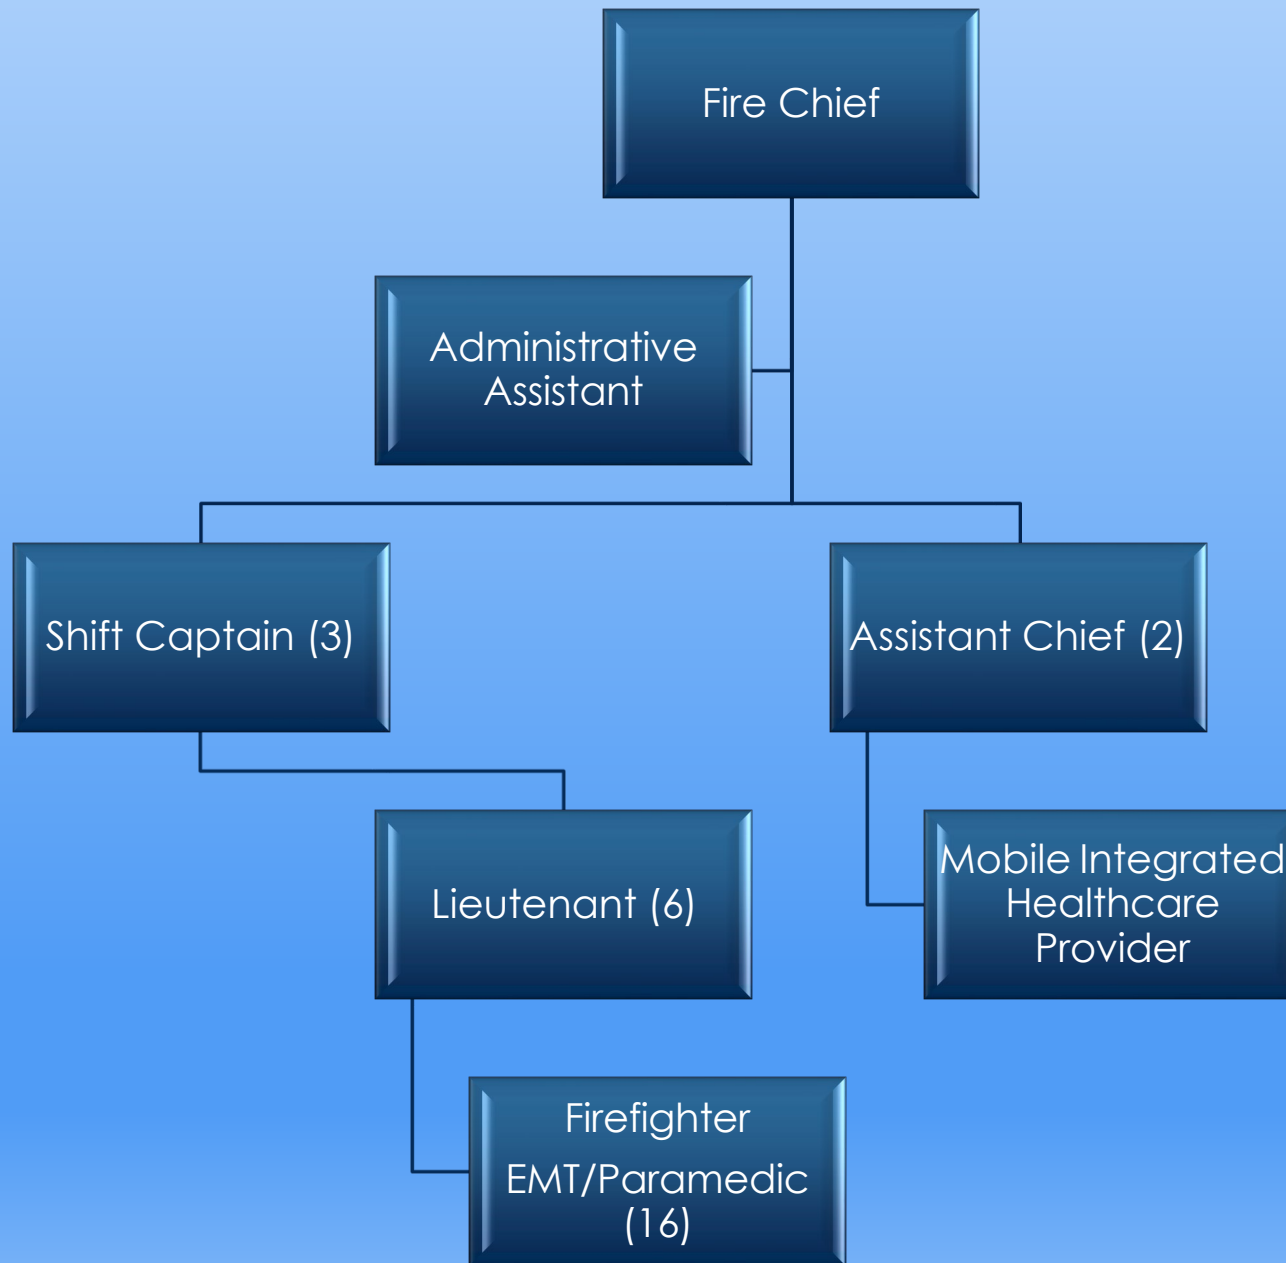 Fire Chief
Administrative
Assistant
Shift Captain (3)
Assistant Chief (2)
Lieutenant (6)
Mobile Integrated
Healthcare
Provider
Firefighter
EMT/Paramedic
(16)